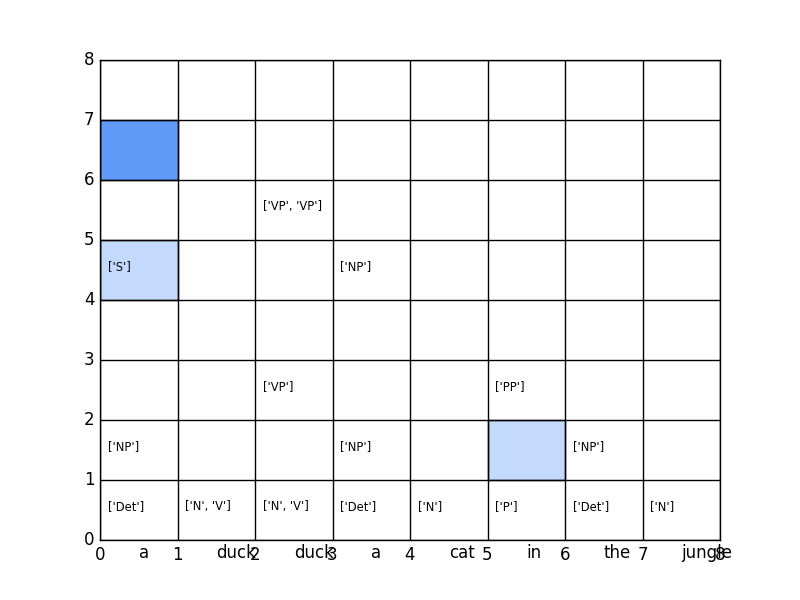 8
7
6
['VP', 'VP']
5
['S'] ['NP']
4
3
['VP'] ['PP']
2
['NP'] ['NP'] ['NP']
1
['Det'] ['N', 'V'] ['N', 'V'] ['Det'] ['N'] ['P'] ['Det'] ['N']
0
0 a 1 duck 2 duck 3 a 4 cat 5 in 6 the 7 jungle 8